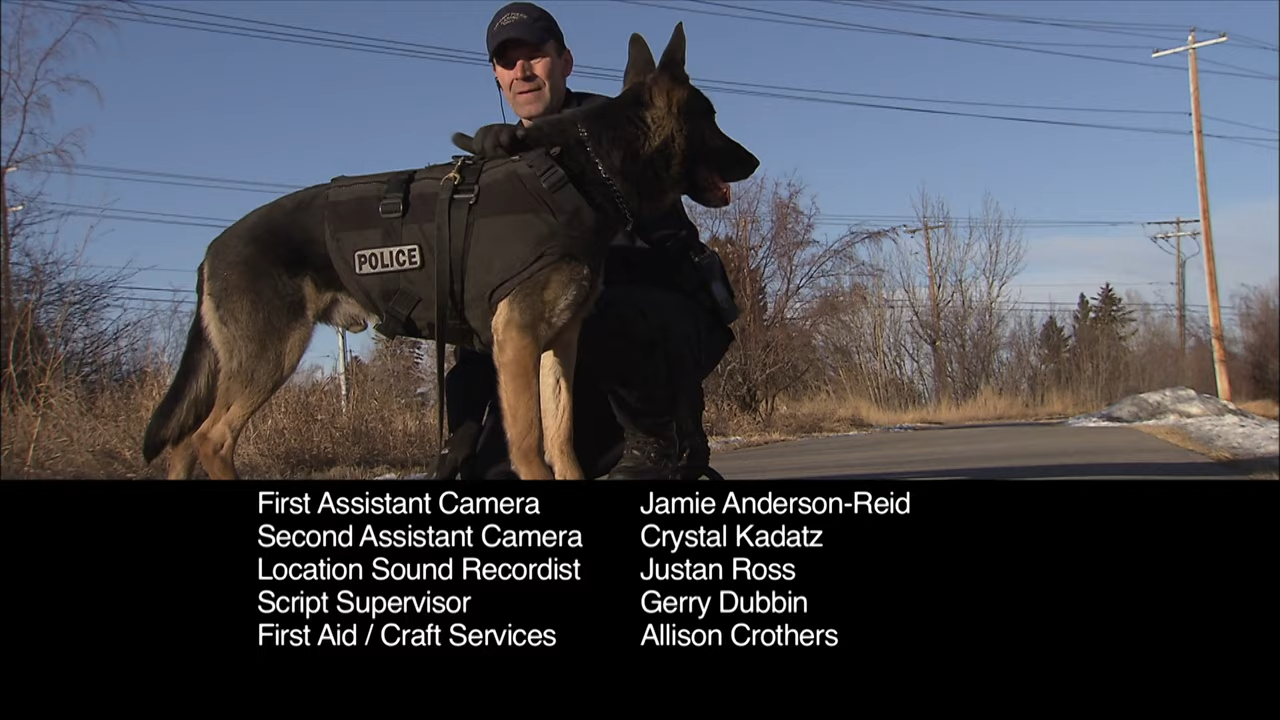 POLICE
First Assistant Camera Jamie Anderson-Reid
Second Assistant Camera Crystal Kadatz
Location Sound Recordist Justan Ross
Script Supervisor Gerry Dubbin
First Aid / Craft Services Allison Crothers